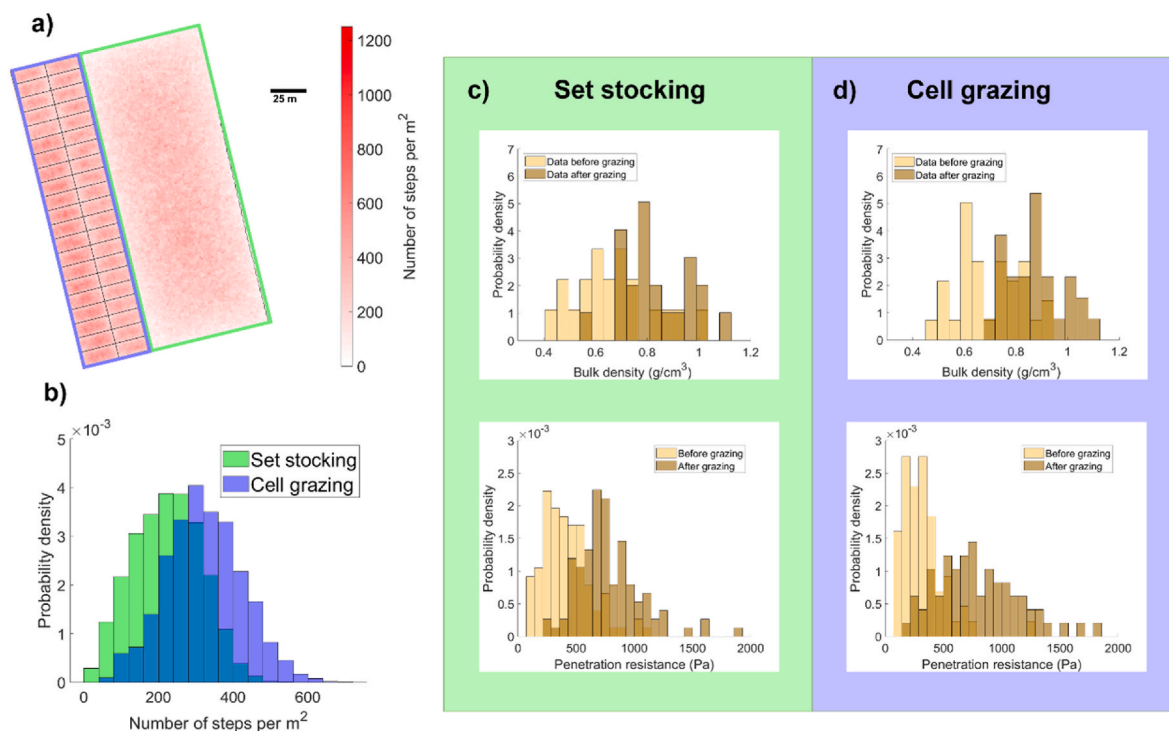 a)
25 m
1200
1000
800
600
400
200
0
Number of steps per m²
b)
×10⁻³
5
4
3
2
1
0
Probability density
Set stocking
Cell grazing
0 200 400 600
Number of steps per m²
c) Set stocking
7
6
5
4
3
2
1
0
Probability density
Data before grazing
Data after grazing
0.4 0.6 0.8 1 1.2
Bulk density (g/cm³)
×10⁻³
3
2.5
2
1.5
1
0.5
0
Probability density
Before grazing
After grazing
0 500 1000 1500 2000
Penetration resistance (Pa)
d) Cell grazing
7
6
5
4
3
2
1
0
Probability density
Data before grazing
Data after grazing
0.4 0.6 0.8 1 1.2
Bulk density (g/cm³)
×10⁻³
3
2.5
2
1.5
1
0.5
0
Probability density
Before grazing
After grazing
0 500 1000 1500 2000
Penetration resistance (Pa)